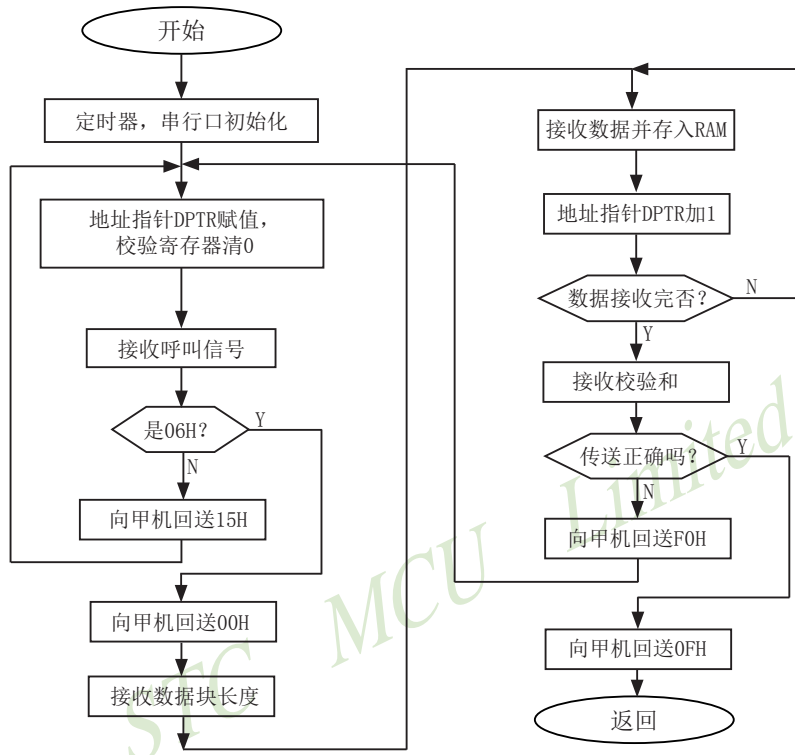 开始
定时器，串行口初始化
地址指针DPTR赋值，
校验寄存器清0
接收呼叫信号
是06H？
Y
N
向甲机回送15H
向甲机回送00H
接收数据块长度
接收数据并存入RAM
地址指针DPTR加1
数据接收完否？
N
Y
接收校验和
传送正确吗？
Y
N
向甲机回送F0H
向甲机回送0FH
返回
STC MCU Limited